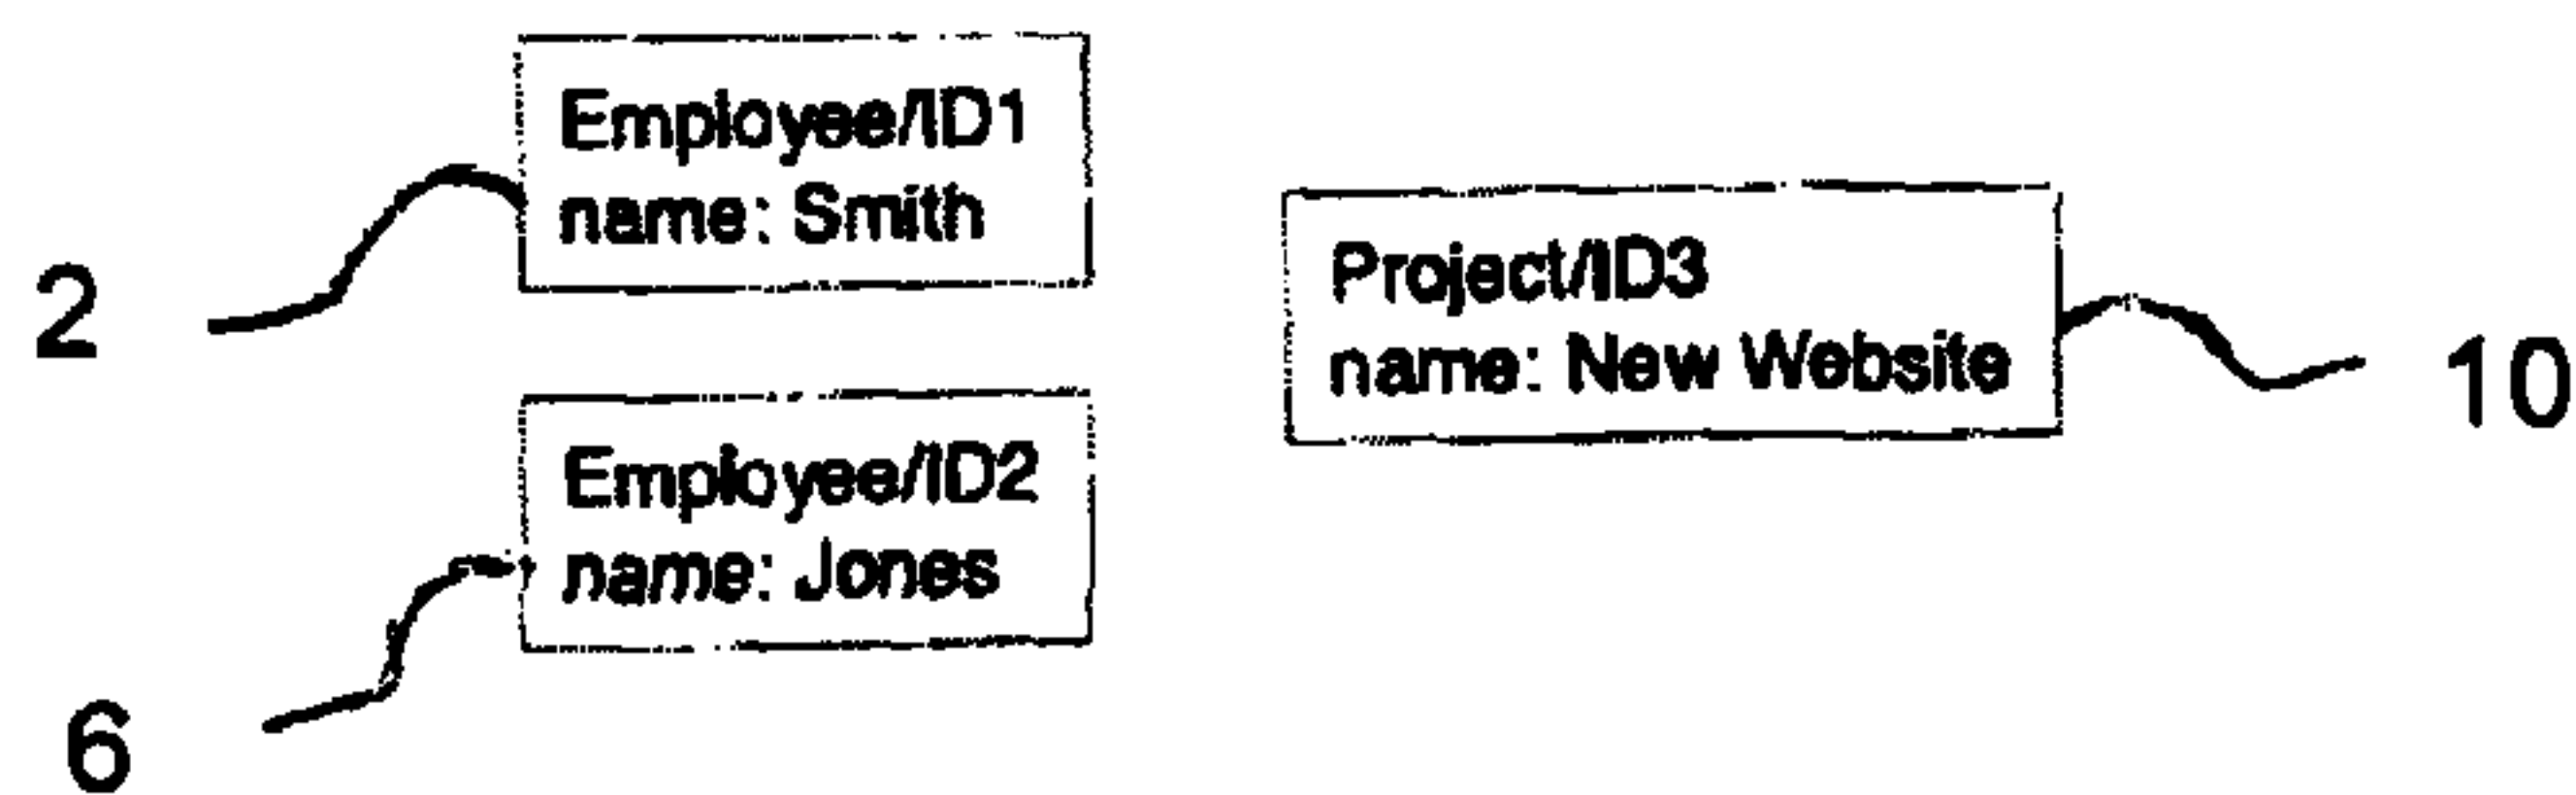 Employee/ID1
name: Smith
2
Project/ID3
name: New Website
10
Employee/ID2
name: Jones
6